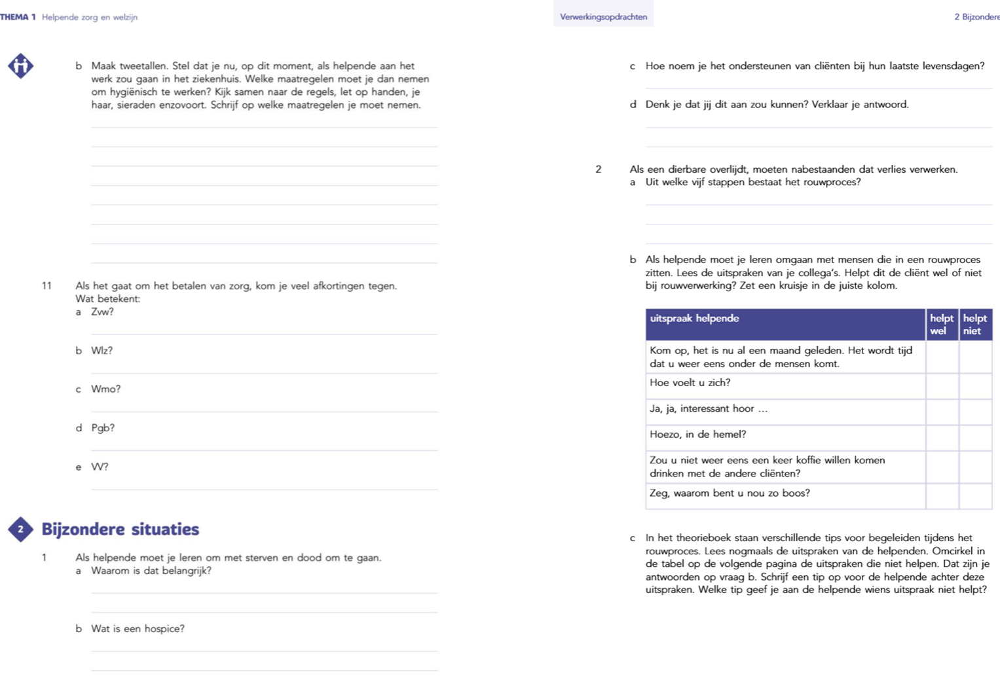 THEMA 1 Helpende zorg en welzijn
b Maak tweetallen. Stel dat je nu, op dit moment, als helpende aan het
werk zou gaan in het ziekenhuis. Welke maatregelen moet je dan nemen
om hygiënisch te werken? Kijk samen naar de regels, let op handen, je
haar, sieraden enzovoort. Schrijf op welke maatregelen je moet nemen.
11 Als het gaat om het betalen van zorg, kom je veel afkortingen tegen.
Wat betekent:
a Zvw?
b Wlz?
c Wmo?
d Pgb?
e VV?
2 Bijzondere situaties
1 Als helpende moet je leren om met sterven en dood om te gaan.
a Waarom is dat belangrijk?
b Wat is een hospice?
Verwerkingsopdrachten
2 Bijzondere
c Hoe noem je het ondersteunen van cliënten bij hun laatste levensdagen?
d Denk je dat jij dit aan zou kunnen? Verklaar je antwoord.
2 Als een dierbare overlijdt, moeten nabestaanden dat verlies verwerken.
a Uit welke vijf stappen bestaat het rouwproces?
b Als helpende moet je leren omgaan met mensen die in een rouwproces
zitten. Lees de uitspraken van je collega's. Helpt dit de cliënt wel of niet
bij rouwverwerking? Zet een kruisje in de juiste kolom.
uitspraak helpende helpt helpt
wel niet
Kom op, het is nu al een maand geleden. Het wordt tijd
dat u weer eens onder de mensen komt.
Hoe voelt u zich?
Ja, ja, interessant hoor ...
Hoezo, in de hemel?
Zou u niet weer eens een keer koffie willen komen
drinken met de andere cliënten?
Zeg, waarom bent u nou zo boos?
c In het theorieboek staan verschillende tips voor begeleiden tijdens het
rouwproces. Lees nogmaals de uitspraken van de helpenden. Omcirkel in
de tabel op de volgende pagina de uitspraken die niet helpen. Dat zijn je
antwoorden op vraag b. Schrijf een tip op voor de helpende achter deze
uitspraken. Welke tip geef je aan de helpende wiens uitspraak niet helpt?